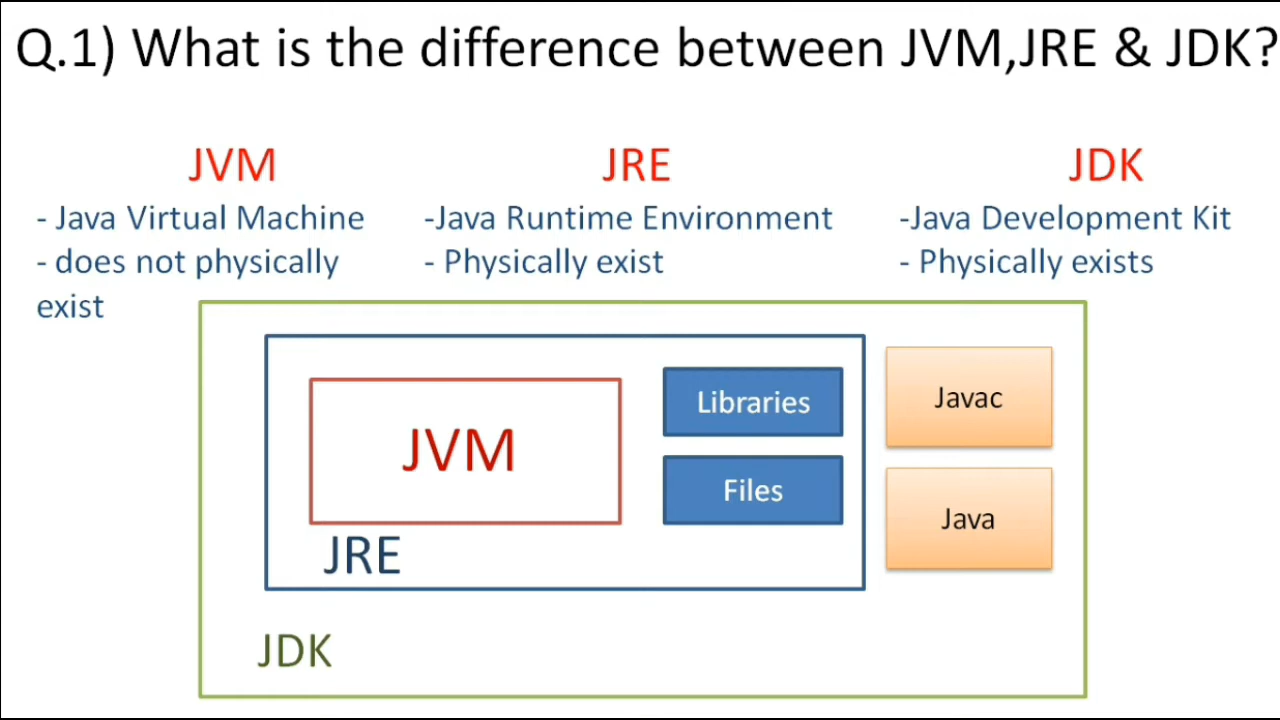 Q.1) What is the difference between JVM,JRE & JDK?
JVM
- Java Virtual Machine
- does not physically
exist
JRE
-Java Runtime Environment
- Physically exist
JDK
-Java Development Kit
- Physically exists
JVM
Libraries
Files
JRE
Javac
Java
JDK